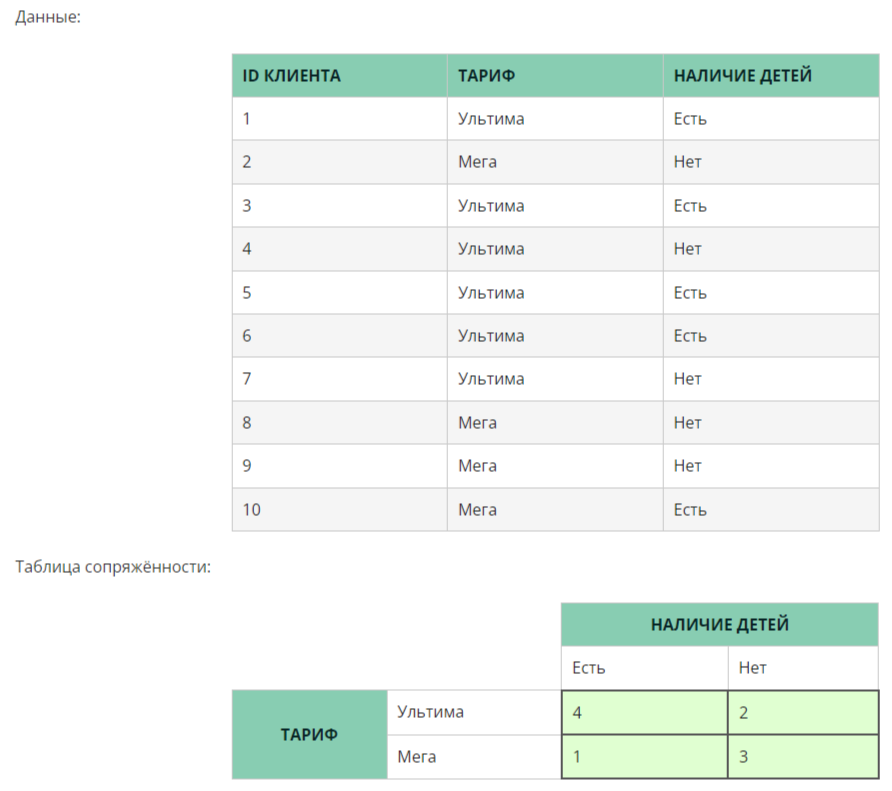 Данные:
ID КЛИЕНТА ТАРИФ НАЛИЧИЕ ДЕТЕЙ
1 Ультима Есть
2 Мега Нет
3 Ультима Есть
4 Ультима Нет
5 Ультима Есть
6 Ультима Есть
7 Ультима Нет
8 Мега Нет
9 Мега Нет
10 Мега Есть
Таблица сопряжённости:
НАЛИЧИЕ ДЕТЕЙ
Есть Нет
ТАРИФ
Ультима 4 2
Мега 1 3